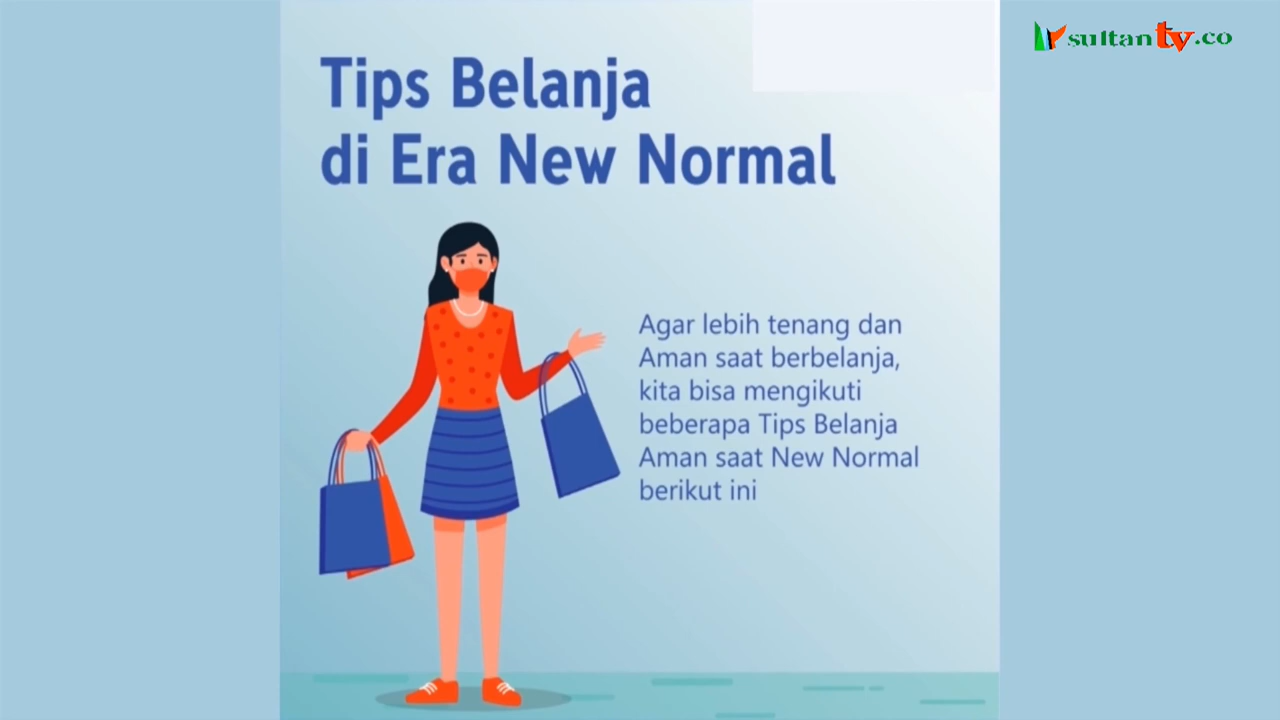 sultantv.co
Tips Belanja
di Era New Normal
Agar lebih tenang dan
Aman saat berbelanja,
kita bisa mengikuti
beberapa Tips Belanja
Aman saat New Normal
berikut ini